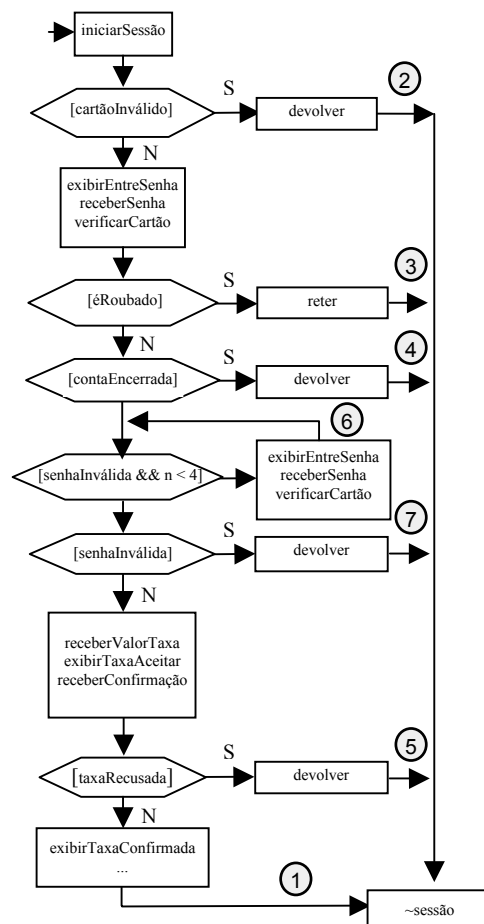 iniciarSessão
S
2
[cartãoInválido]
devolver
N
exibirEntreSenha
receberSenha
verificarCartão
3
S
[éRoubado]
reter
N
4
S
[contaEncerrada]
devolver
6
exibirEntreSenha
receberSenha
verificarCartão
[senhaInválida && n < 4]
7
S
[senhaInválida]
devolver
N
receberValorTaxa
exibirTaxaAceitar
receberConfirmação
5
S
[taxaRecusada]
devolver
N
exibirTaxaConfirmada
...
1
~sessão